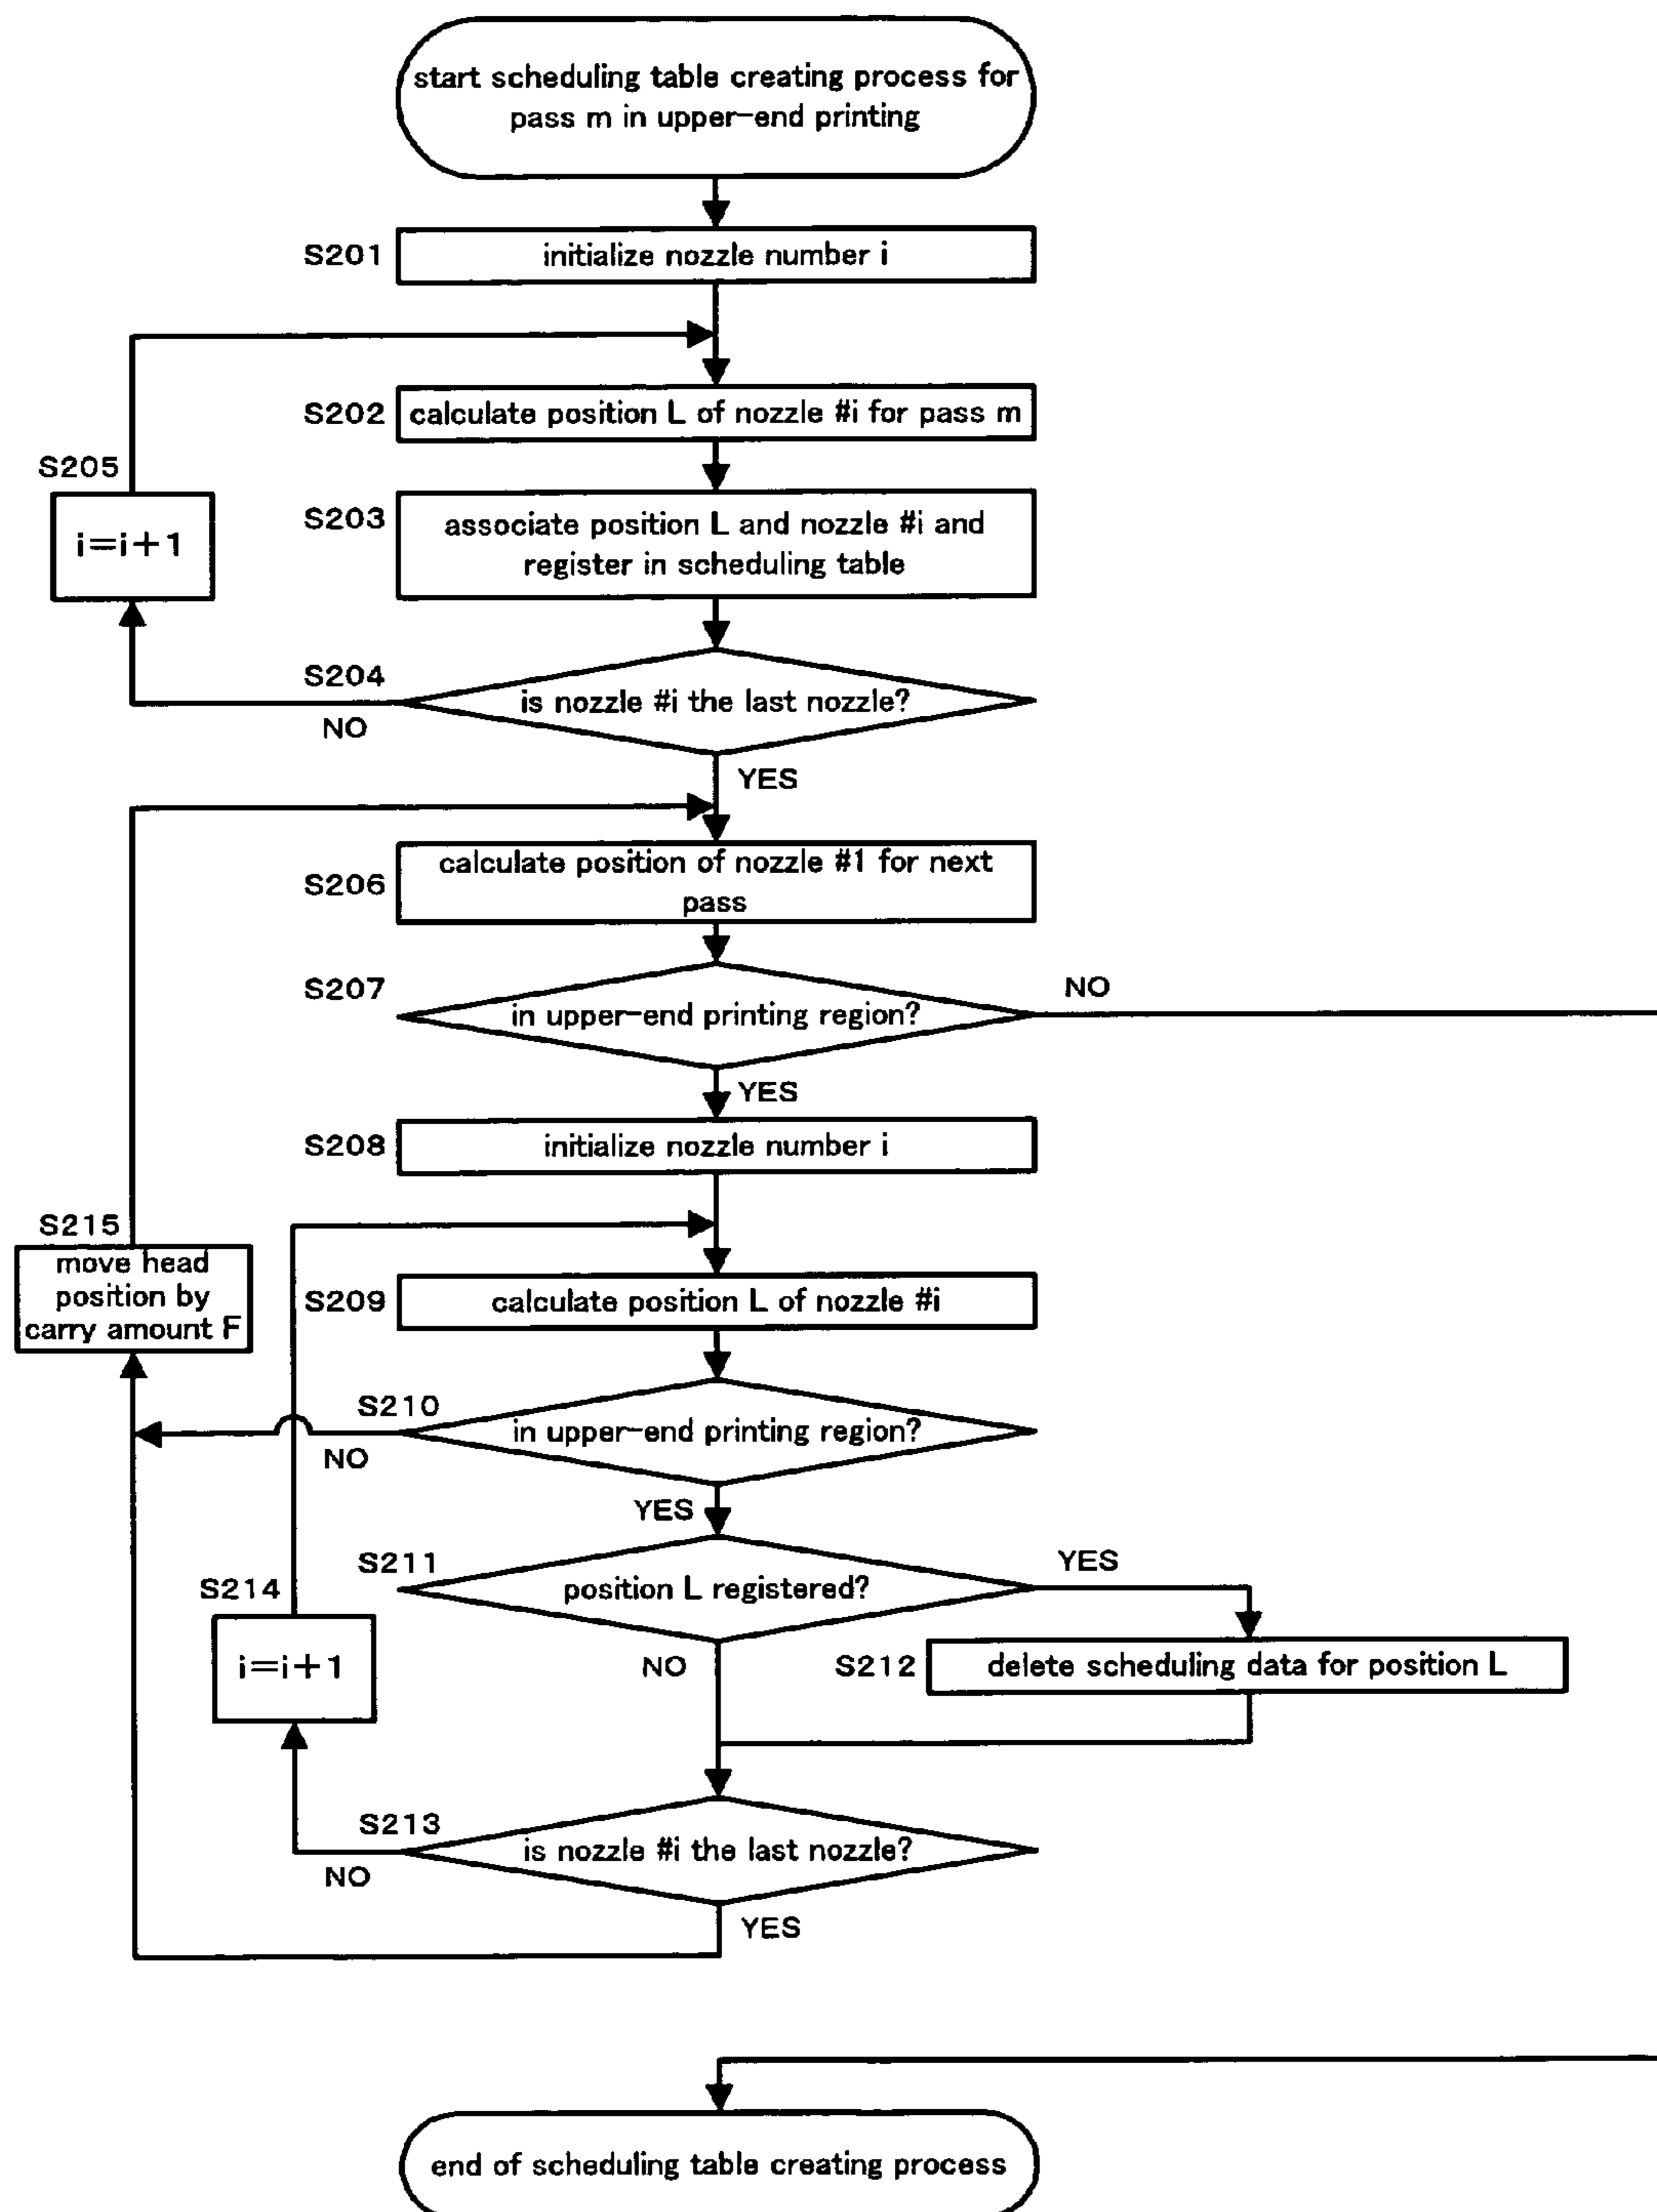 start scheduling table creating process for
pass m in upper-end printing
S201
initialize nozzle number i
S202
calculate position L of nozzle #i for pass m
S205
i=i+1
S203
associate position L and nozzle #i and
register in scheduling table
S204
is nozzle #i the last nozzle?
NO
YES
S206
calculate position of nozzle #1 for next
pass
S207
in upper-end printing region?
NO
YES
S208
initialize nozzle number i
S215
move head
position by
carry amount F
S209
calculate position L of nozzle #i
S210
in upper-end printing region?
NO
YES
S211
position L registered?
YES
S214
i=i+1
NO
S212
delete scheduling data for position L
S213
is nozzle #i the last nozzle?
NO
YES
end of scheduling table creating process